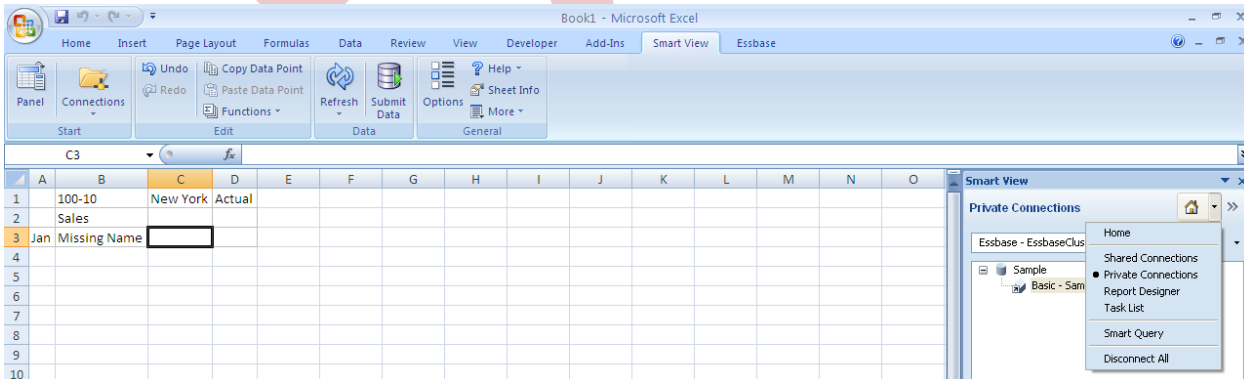 Book1 - Microsoft Excel
Home Insert Page Layout Formulas Data Review View Developer Add-Ins Smart View Essbase
Panel
Connections
Start
Undo
Redo
Copy Data Point
Paste Data Point
Functions
Edit
Refresh
Submit Data
Data
Options
Help
Sheet Info
More
General
C3 fx
A B C D E F G H I J K L M N O
1 100-10 New York Actual
2 Sales
3 Jan Missing Name
4
5
6
7
8
9
10
Smart View
Private Connections
Essbase - EssbaseClus
Sample
Basic - Sam
Home
Shared Connections
Private Connections
Report Designer
Task List
Smart Query
Disconnect All